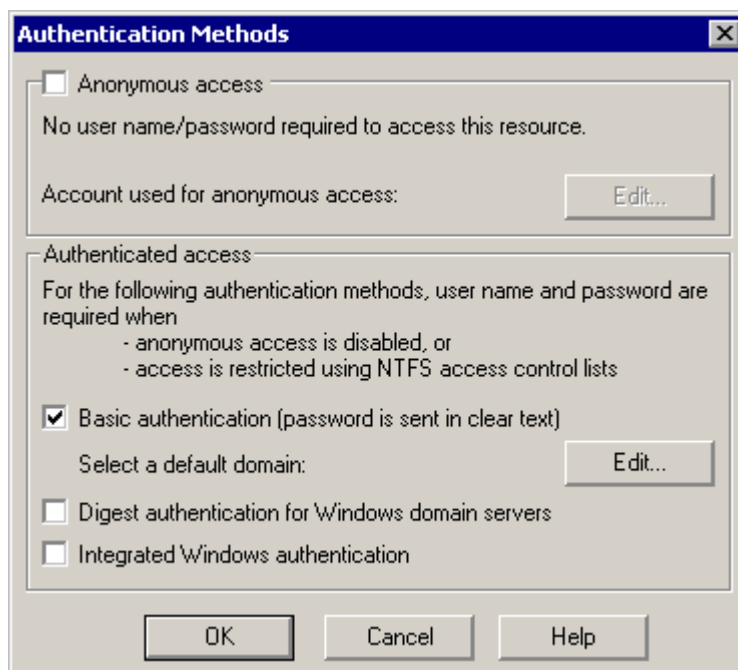 Authentication Methods
Anonymous access
No user name/password required to access this resource.
Account used for anonymous access:
Edit...
Authenticated access
For the following authentication methods, user name and password are
required when
- anonymous access is disabled, or
- access is restricted using NTFS access control lists
Basic authentication (password is sent in clear text)
Select a default domain:
Edit...
Digest authentication for Windows domain servers
Integrated Windows authentication
OK
Cancel
Help